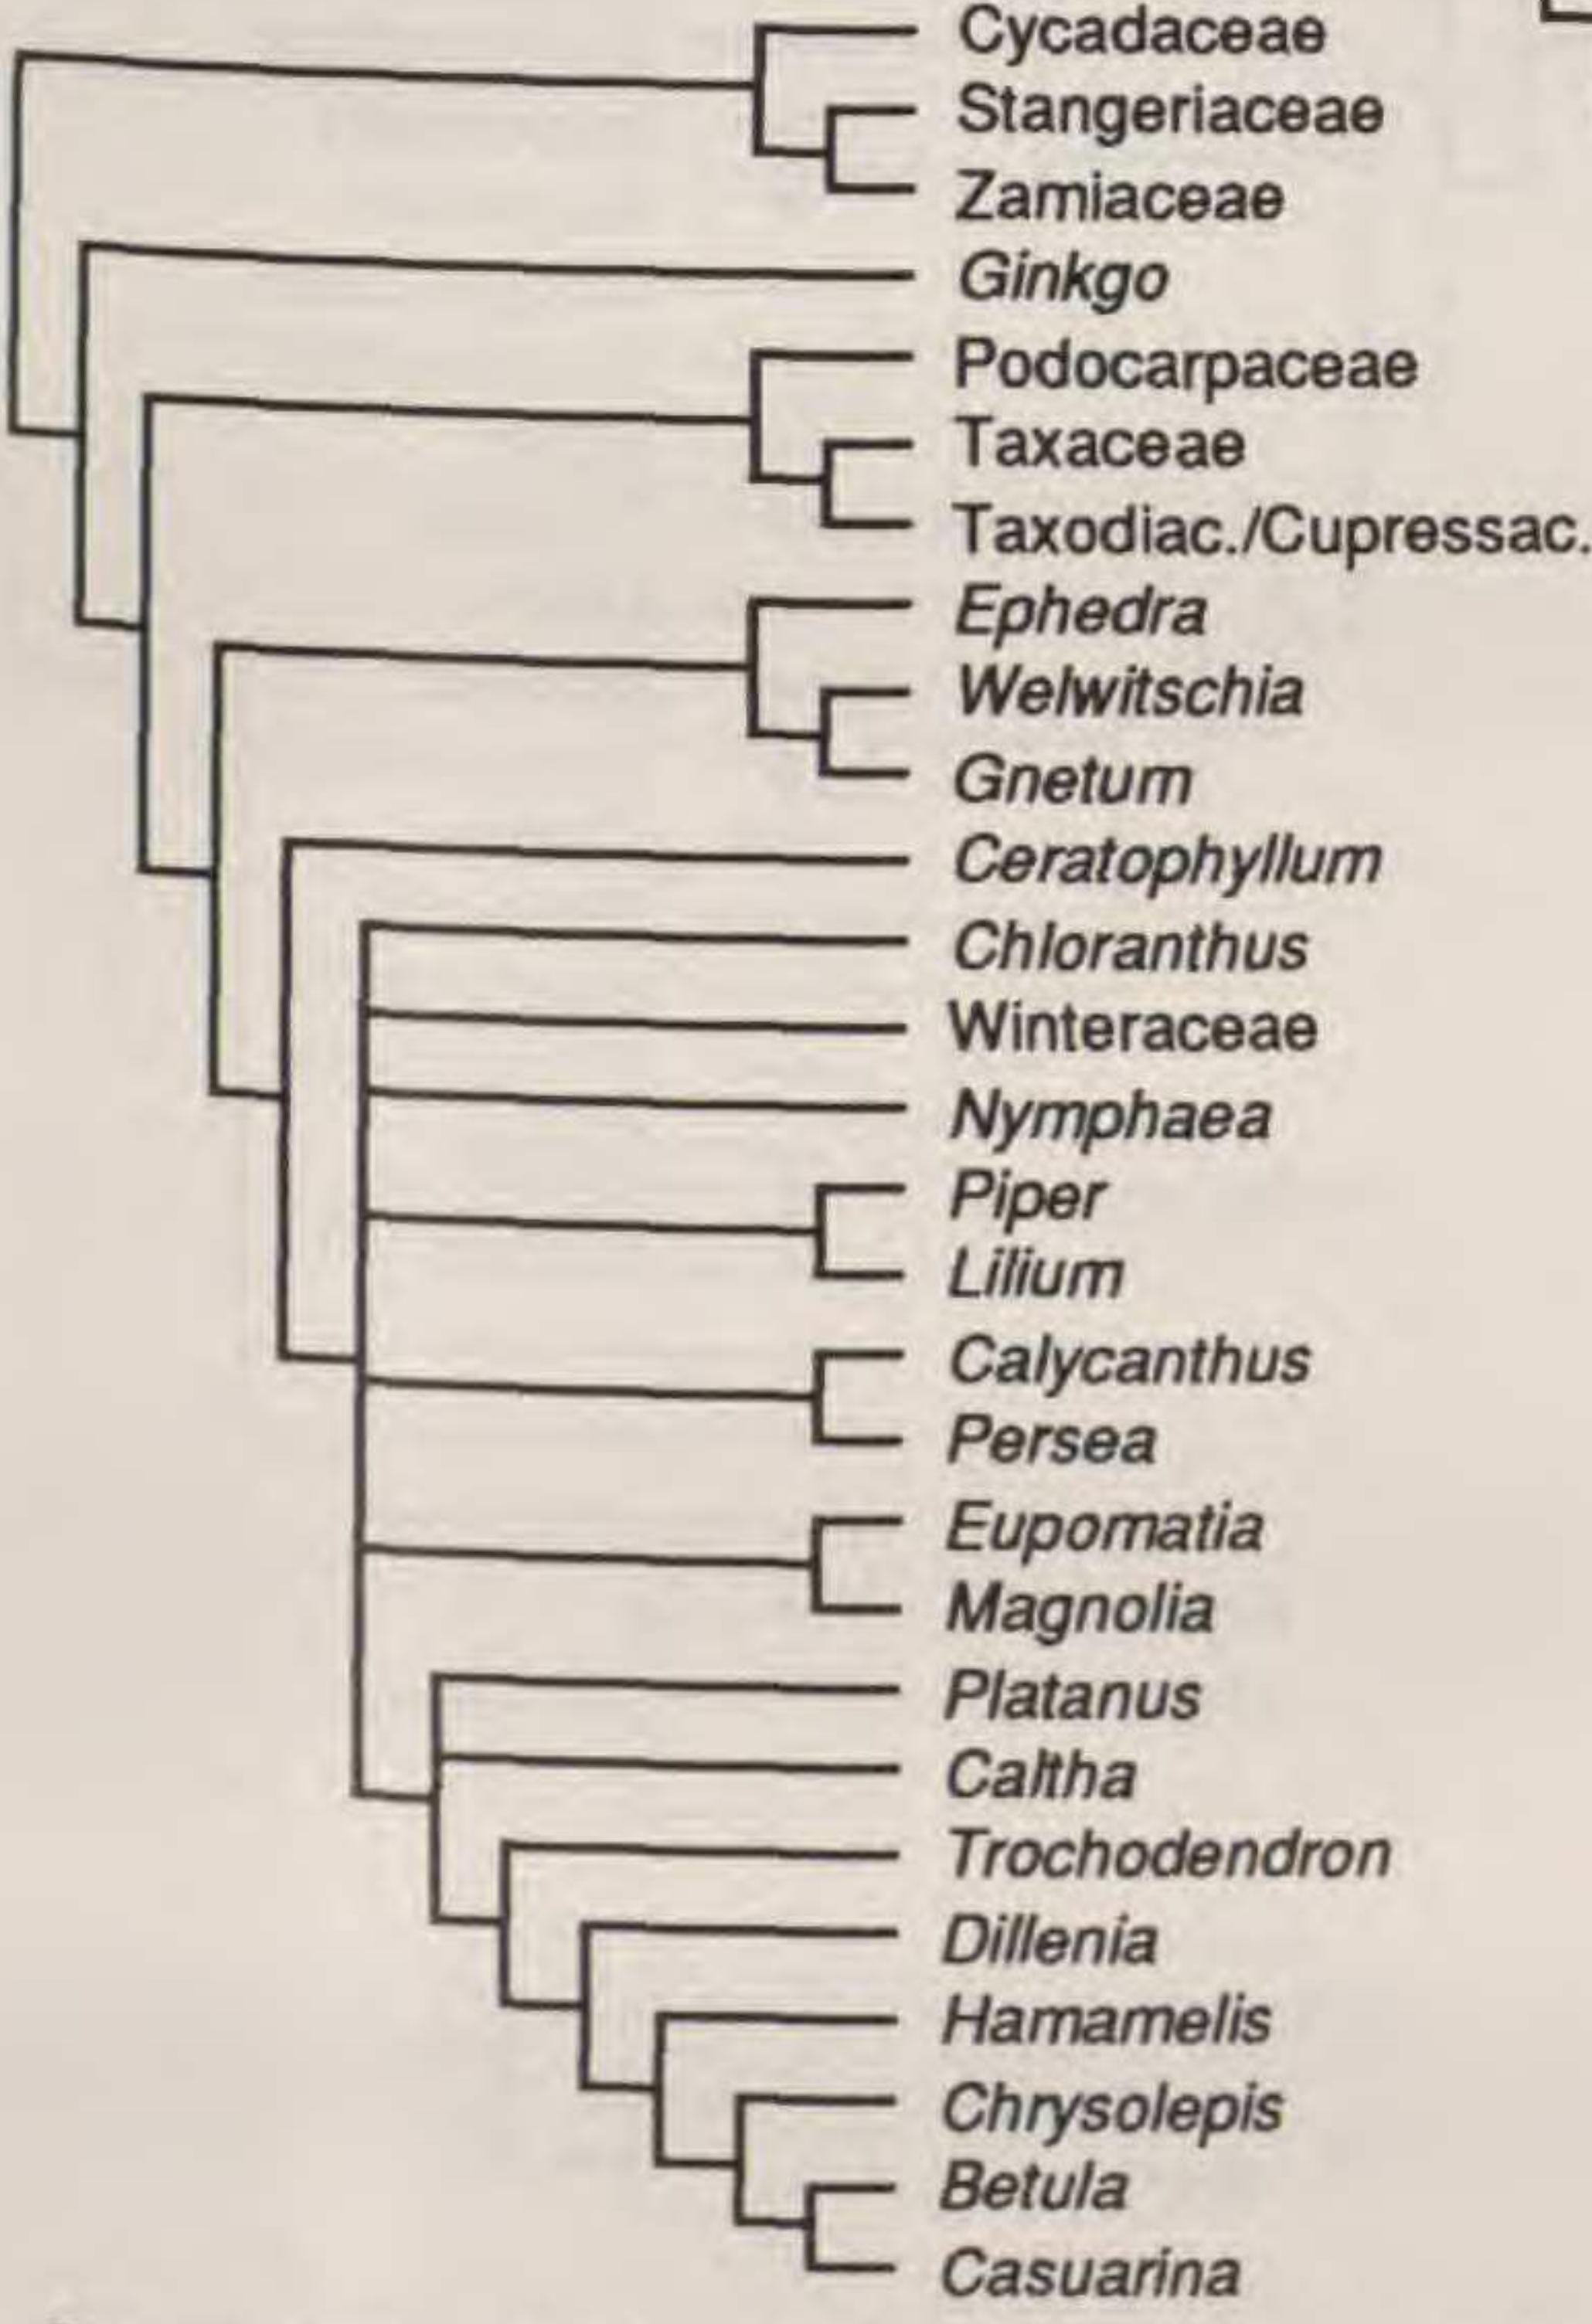 Cycadaceae
Stangeriaceae
Zamiaceae
Ginkgo
Podocarpaceae
Taxaceae
Taxodiac./Cupressac.
Ephedra
Welwitschia
Gnetum
Ceratophyllum
Chloranthus
Winteraceae
Nymphaea
Piper
Lilium
Calycanthus
Persea
Eupomatia
Magnolia
Platanus
Caltha
Trochodendron
Dillenia
Hamamelis
Chrysolepis
Betula
Casuarina